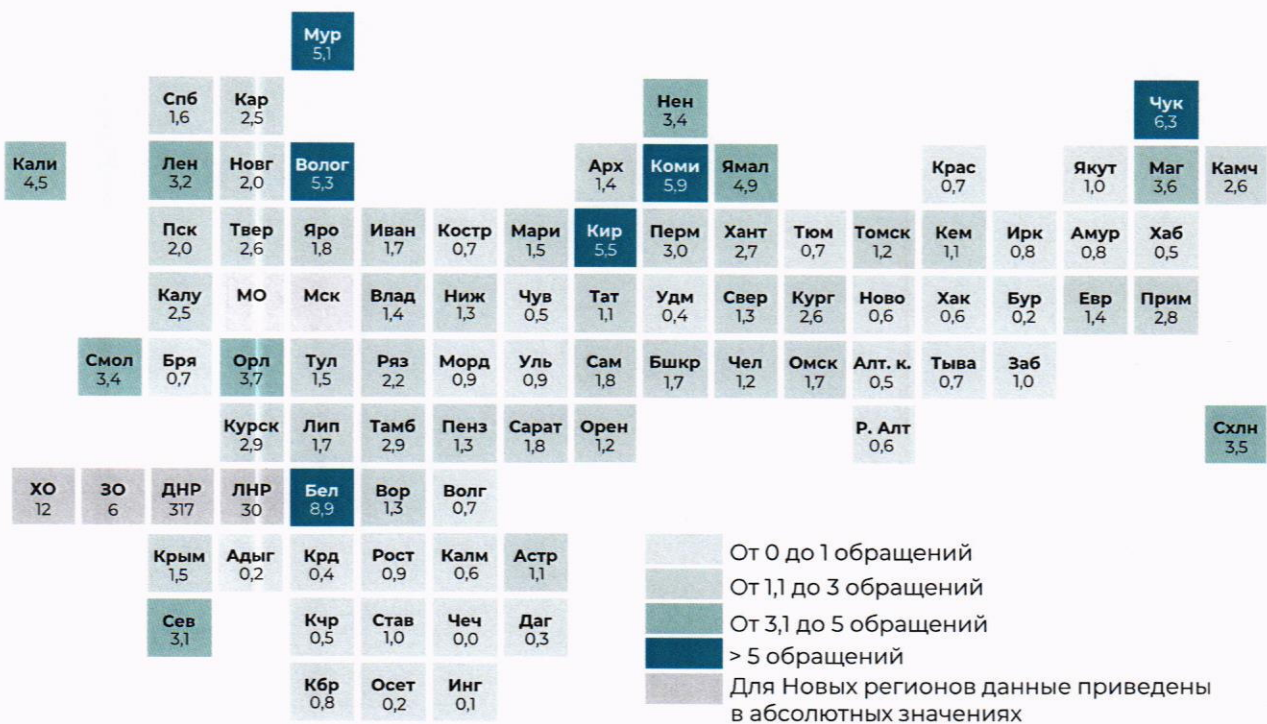 Мур
5,1
Спб Кар Нен Чук
1,6 2,5 3,4 6,3
Кали Лен Новг Волог Арх Коми Ямал Крас Якут Маг Камч
4,5 3,2 2,0 5,3 1,4 5,9 4,9 0,7 1,0 3,6 2,6
Пск Твер Яро Иван Костр Мари Кир Перм Хант Тюм Томск Кем Ирк Амур Хаб
2,0 2,6 1,8 1,7 0,7 1,5 5,5 3,0 2,7 0,7 1,2 1,1 0,8 0,8 0,5
Калу МО Мск Влад Ниж Чув Тат Удм Свер Кург Ново Хак Бур Евр Прим
2,5 1,4 1,3 0,5 1,1 0,4 1,3 2,6 0,6 0,6 0,2 1,4 2,8
Смол Бря Орл Тул Ряз Морд Уль Сам Бшкр Чел Омск Алт. к. Тыва Заб
3,4 0,7 3,7 1,5 2,2 0,9 0,9 1,8 1,7 1,2 1,7 0,5 0,7 1,0
Курск Лип Тамб Пенз Сарат Орен Р. Алт Схлн
2,9 1,7 2,9 1,3 1,8 1,2 0,6 3,5
ХО ЗО ДНР ЛНР Бел Вор Волг
12 6 317 30 8,9 1,3 0,7
Крым Адыг Крд Рост Калм Астр
1,5 0,2 0,4 0,9 0,6 1,1
Сев Кчр Став Чеч Даг
3,1 0,5 1,0 0,0 0,3
Кбр Осет Инг
0,8 0,2 0,1
От 0 до 1 обращений
От 1,1 до 3 обращений
От 3,1 до 5 обращений
> 5 обращений
Для Новых регионов данные приведены
в абсолютных значениях